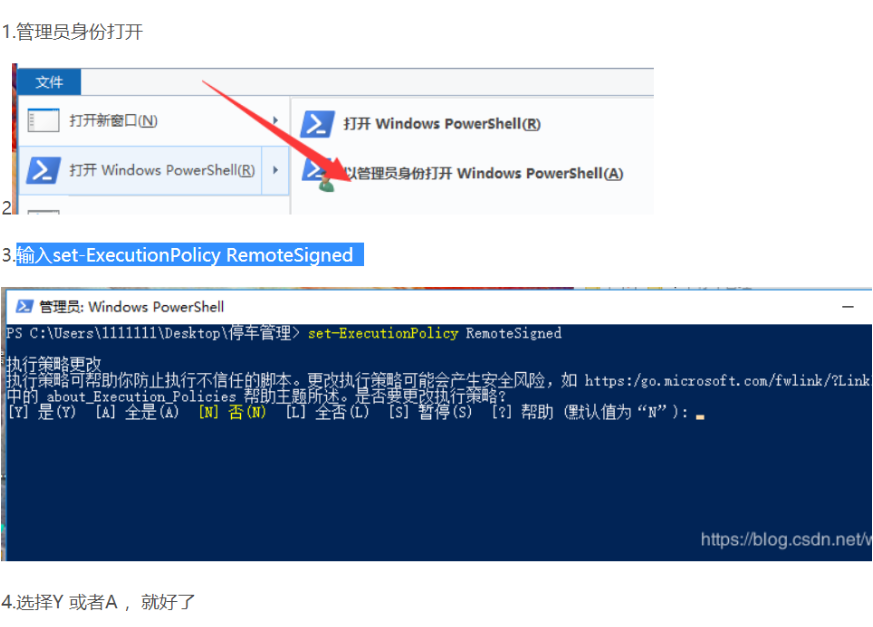 1.管理员身份打开
文件
打开新窗口(N)
打开 Windows PowerShell(R)
打开 Windows PowerShell(R)
以管理员身份打开 Windows PowerShell(A)
2
3.输入set-ExecutionPolicy RemoteSigned
管理员: Windows PowerShell
PS C:\Users\1111111\Desktop\停车管理> set-ExecutionPolicy RemoteSigned
执行策略更改
执行策略可帮助你防止执行不信任的脚本。更改执行策略可能会产生安全风险，如 https:/go.microsoft.com/fwlink/?Link
中的 about_Execution_Policies 帮助主题所述。是否要更改执行策略?
[Y] 是(Y)  [A] 全是(A)  [N] 否(N)  [L] 全否(L)  [S] 暂停(S)  [?] 帮助 (默认值为“N”):
https://blog.csdn.net/w
4.选择Y 或者A ，就好了